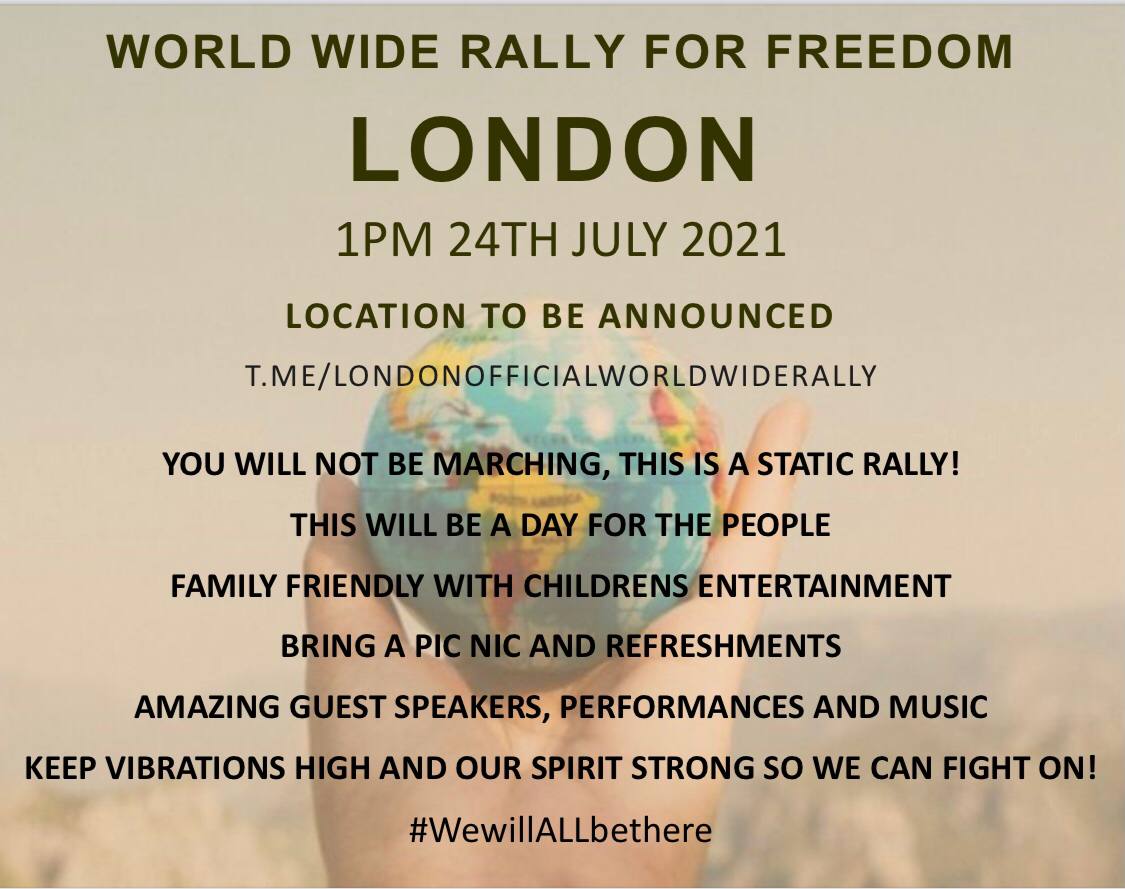 WORLD WIDE RALLY FOR FREEDOM
LONDON
1PM 24TH JULY 2021
LOCATION TO BE ANNOUNCED
T.ME/LONDONOFFICIALWORLDWIDERALLY
YOU WILL NOT BE MARCHING, THIS IS A STATIC RALLY!
THIS WILL BE A DAY FOR THE PEOPLE
FAMILY FRIENDLY WITH CHILDRENS ENTERTAINMENT
BRING A PIC NIC AND REFRESHMENTS
AMAZING GUEST SPEAKERS, PERFORMANCES AND MUSIC
KEEP VIBRATIONS HIGH AND OUR SPIRIT STRONG SO WE CAN FIGHT ON!
#WewillALLbethere
SOUTH AMERICA